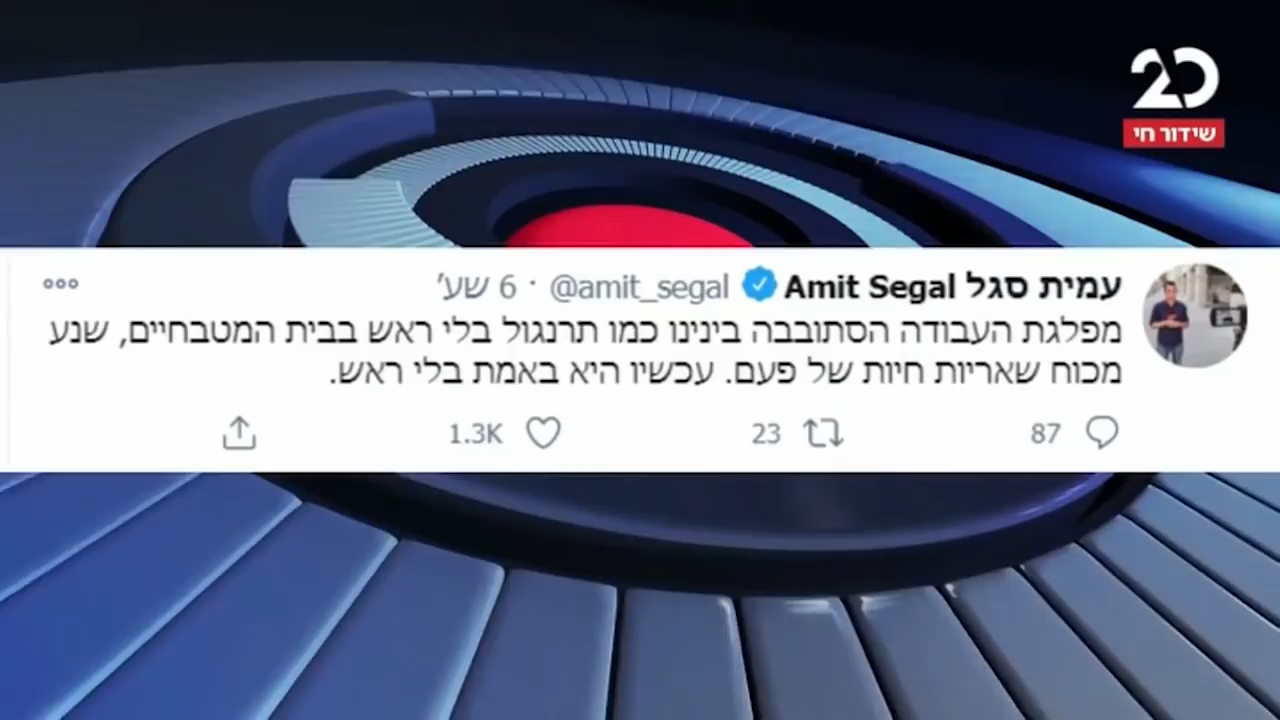 20
שידור חי
עמית סגל Amit Segal @amit_segal · 6 שע'
מפלגת העבודה הסתובבה בינינו כמו תרנגול בלי ראש בבית המטבחיים, שנע
מכוח שאריות חיות של פעם. עכשיו היא באמת בלי ראש.
87 23 1.3K